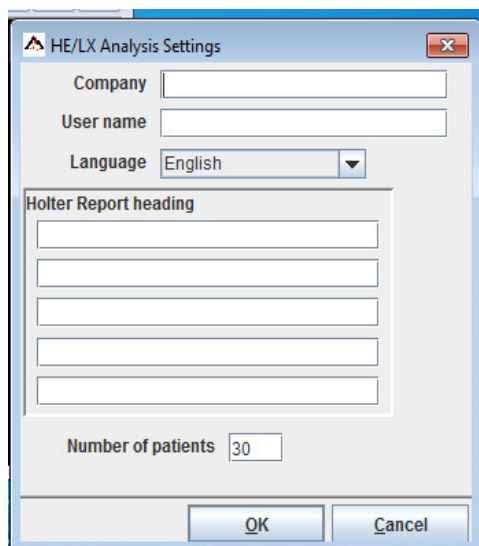 HE/LX Analysis Settings
Company
User name
Language English
Holter Report heading
Number of patients 30
OK Cancel